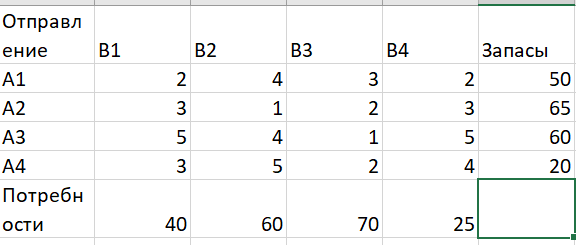 Отправл
ение B1 B2 B3 B4 Запасы
A1 2 4 3 2 50
A2 3 1 2 3 65
A3 5 4 1 5 60
A4 3 5 2 4 20
Потребн
ости 40 60 70 25